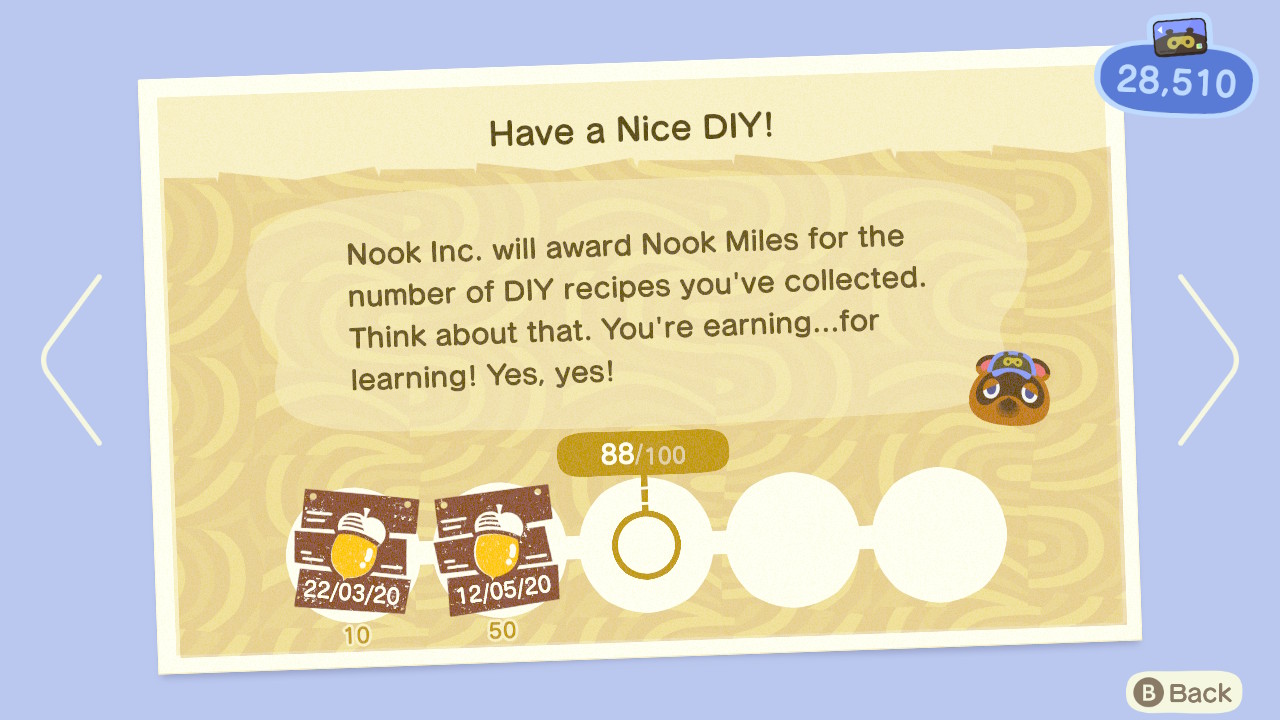 28,510
Have a Nice DIY!
Nook Inc. will award Nook Miles for the
number of DIY recipes you've collected.
Think about that. You're earning...for
learning! Yes, yes!
88/100
22/03/20
12/05/20
10
50
B Back